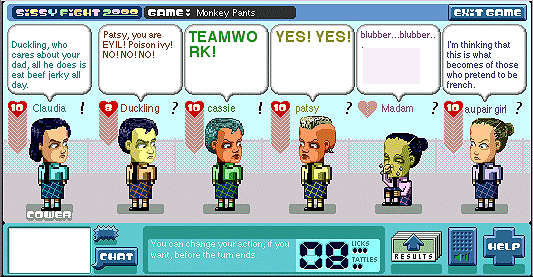 SiSSY FiGHT 2000
GAME: Monkey Pants
EXIT GAME
Duckling, who
cares about your
dad, all he does is
eat beef jerky all
day.
Patsy, you are
EYIL! Poison ivy!
NO! NO! NO!
TEAMWO
RK!
YES! YES!
blubber...blubber..
.
I'm thinking that
this is what
becomes of those
who pretend to be
french.
10 Claudia !
9 Duckling ?
10 cassie !
10 patsy ?
Madam ?
10 aupair girl ?
COWER
CHAT
You can change your action, if you
want, before the turn ends.
08
LICKS
TATTLES
RESULTS
HELP